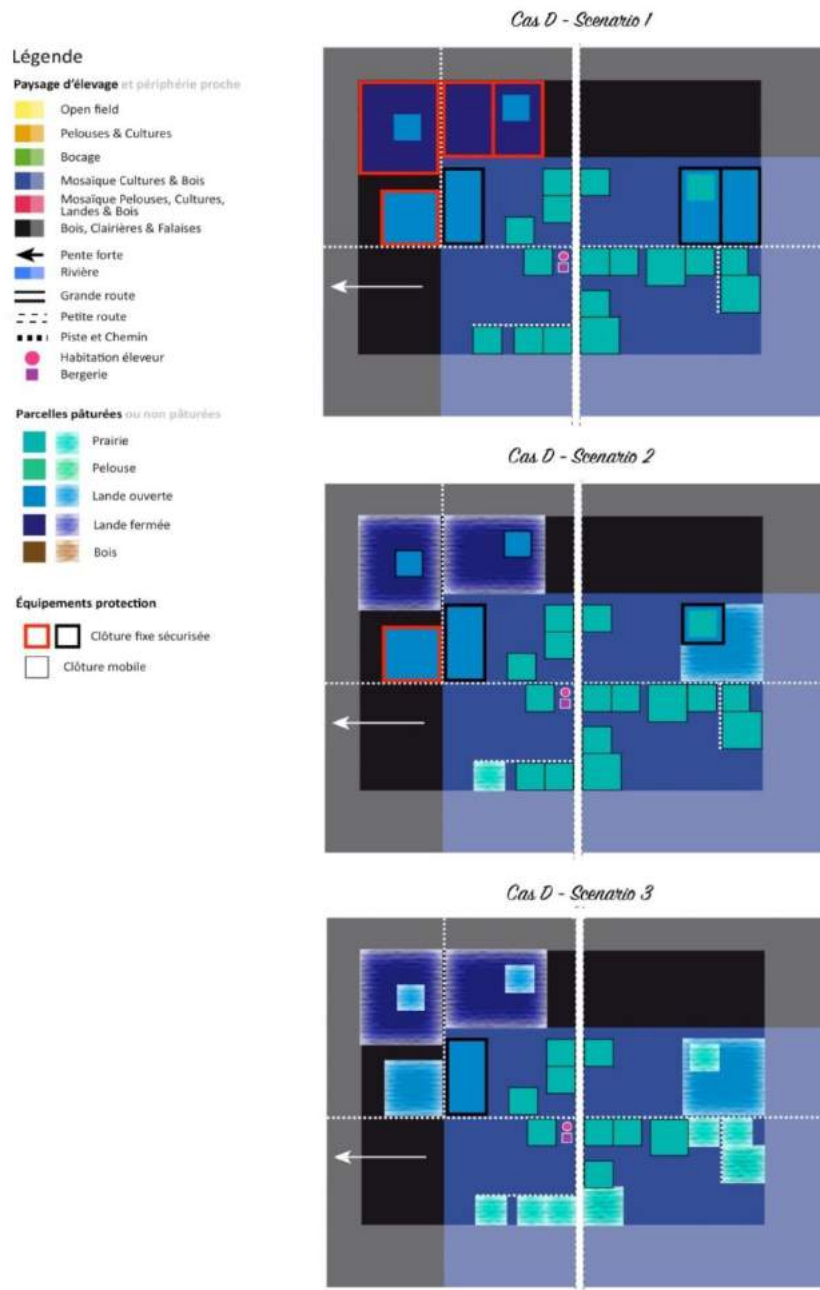 Cas D - Scenario 1
Légende
Paysage d'élevage et périphérie proche
Open field
Pelouses & Cultures
Bocage
Mosaïque Cultures & Bois
Mosaïque Pelouses, Cultures,
Landes & Bois
Bois, Clairières & Falaises
Pente forte
Rivière
Grande route
Petite route
Piste et Chemin
Habitation éleveur
Bergerie
Parcelles pâturées ou non pâturées
Prairie
Pelouse
Lande ouverte
Lande fermée
Bois
Équipements protection
Clôture fixe sécurisée
Clôture mobile
Cas D - Scenario 2
Cas D - Scenario 3